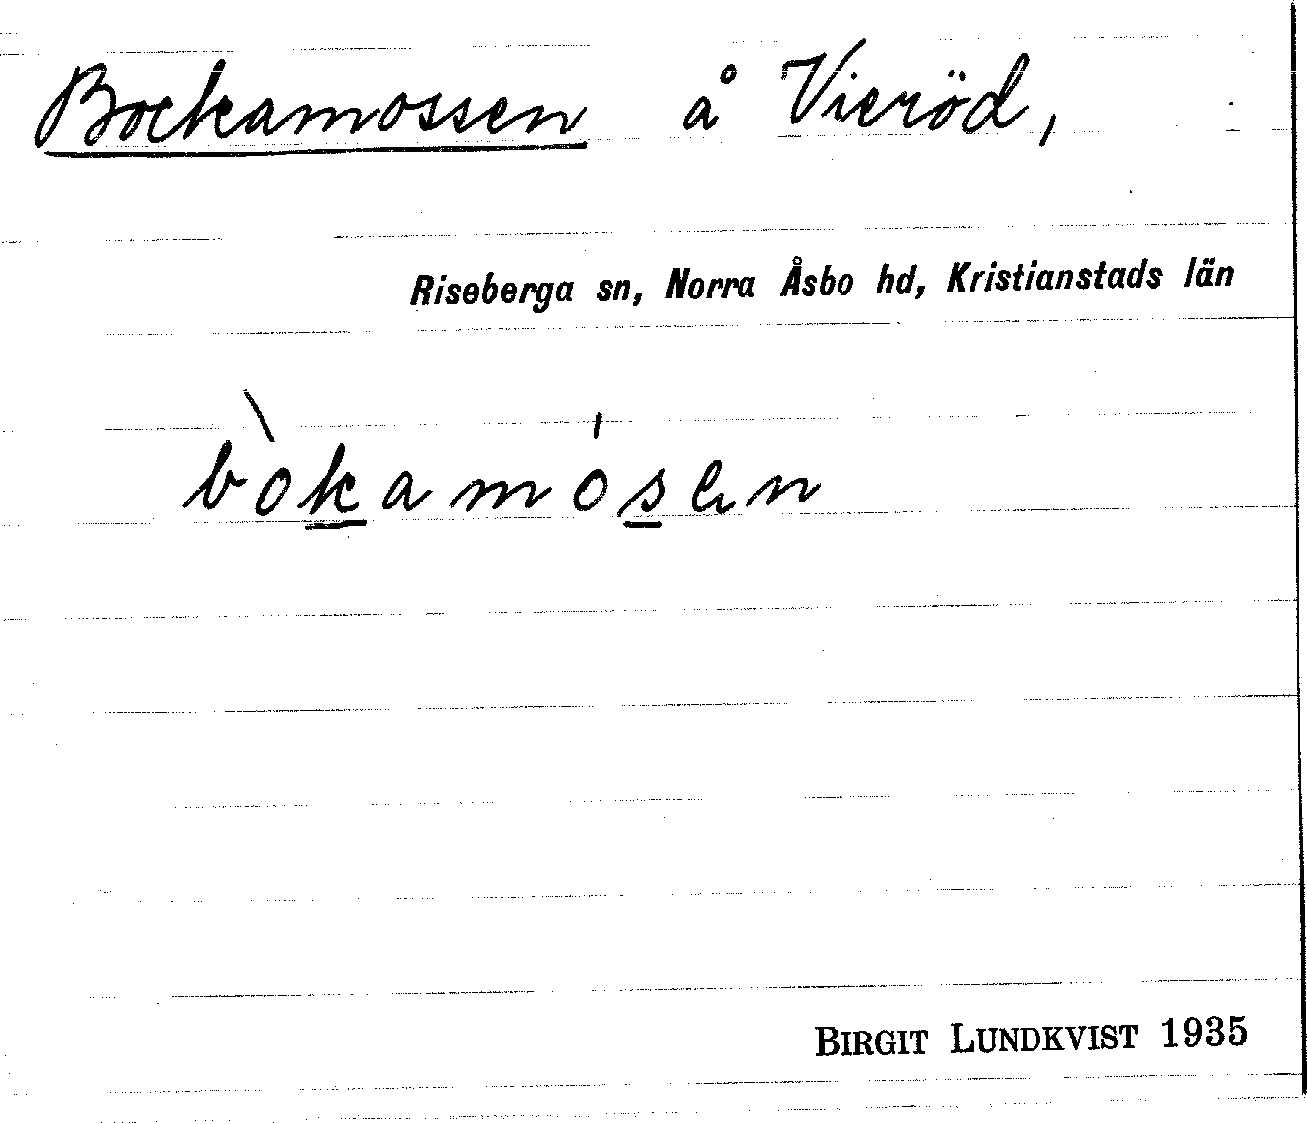 Bockamossen å Vieröd,
Riseberga sn, Norra Åsbo hd, Kristianstads län
bòkamósen
BIRGIT LUNDKVIST 1935